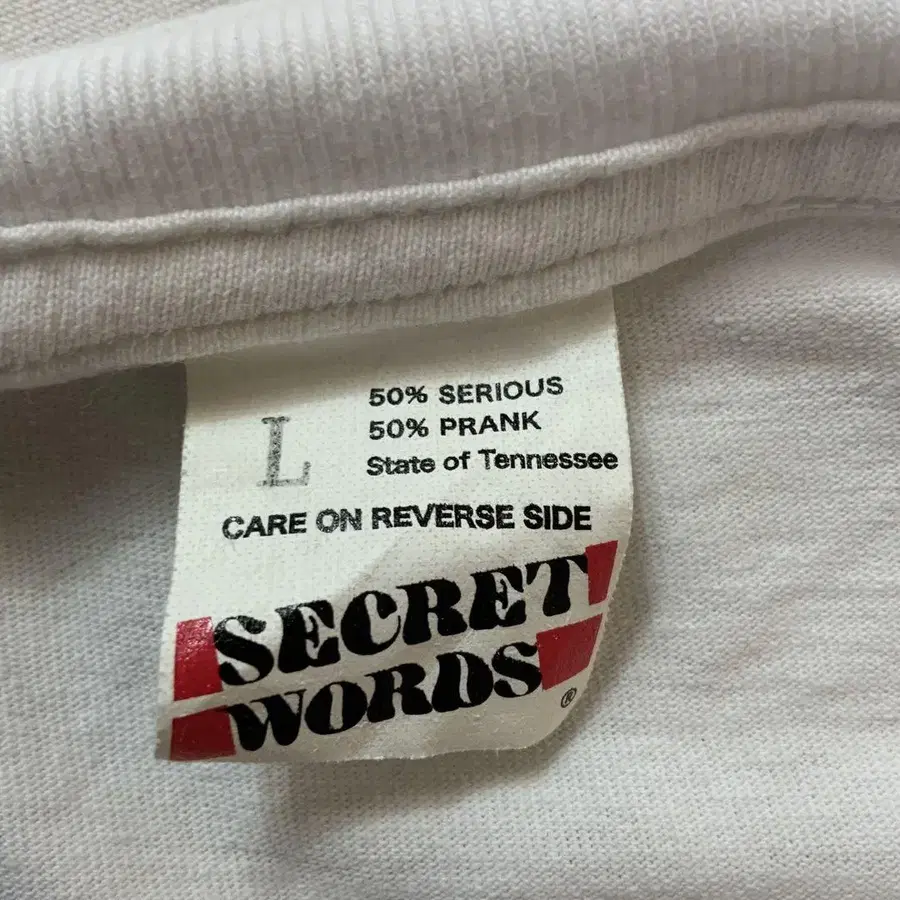 50% SERIOUS
50% PRANK
L
State of Tennessee
CARE ON REVERSE SIDE
SECRET
WORDS
®